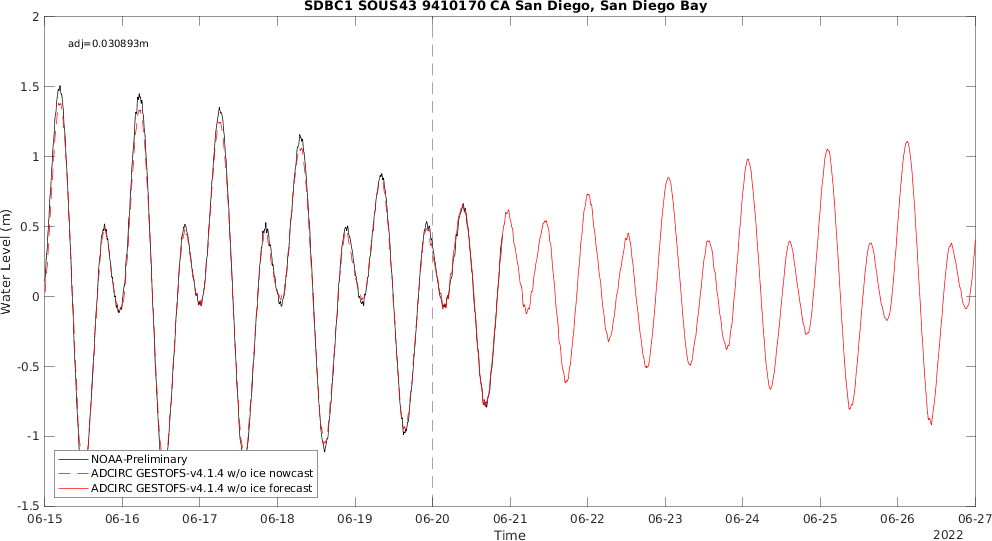 SDBC1 SOUS43 9410170 CA San Diego, San Diego Bay
adj=0.030893m
2
1.5
1
0.5
0
-0.5
-1
-1.5
Water Level (m)
NOAA-Preliminary
ADCIRC GESTOFS-v4.1.4 w/o ice nowcast
ADCIRC GESTOFS-v4.1.4 w/o ice forecast
06-15 06-16 06-17 06-18 06-19 06-20 06-21 06-22 06-23 06-24 06-25 06-26 06-27
Time
2022